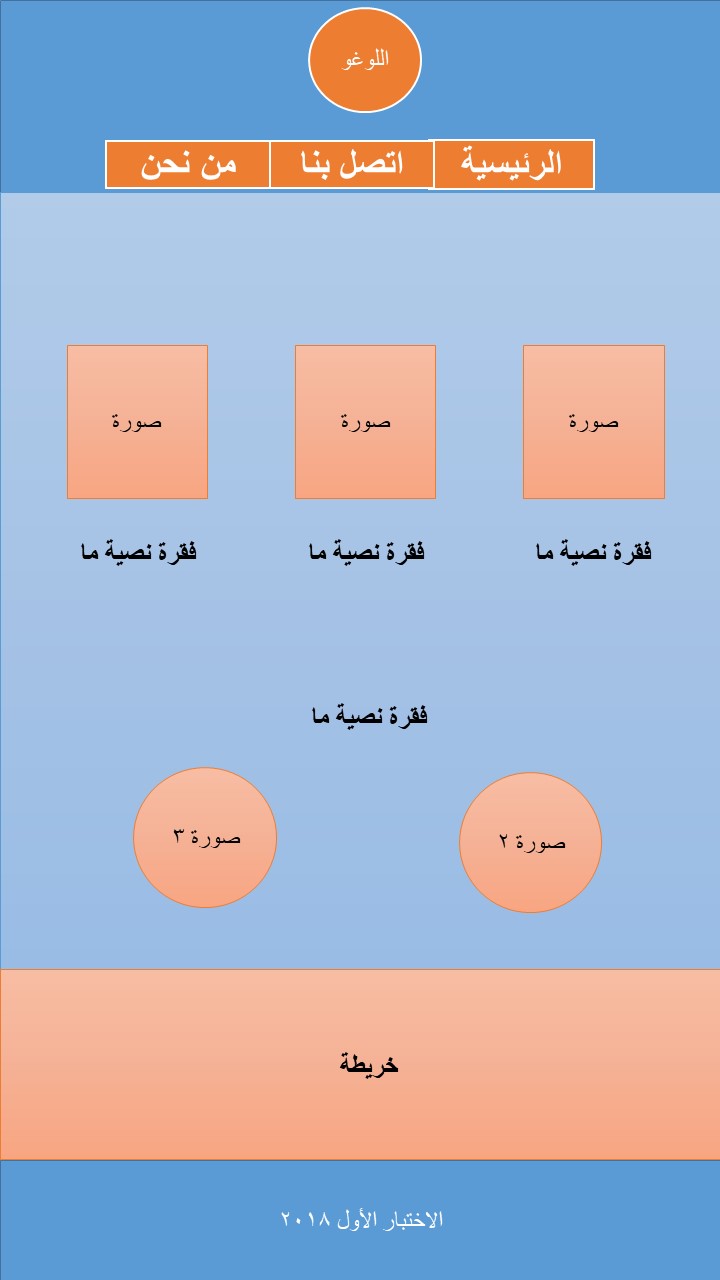 اللوغو
الرئيسية اتصل بنا من نحن
صورة صورة صورة
فقرة نصية ما فقرة نصية ما فقرة نصية ما
فقرة نصية ما
صورة ٢ صورة ٣
خريطة
الاختبار الأول ٢٠١٨